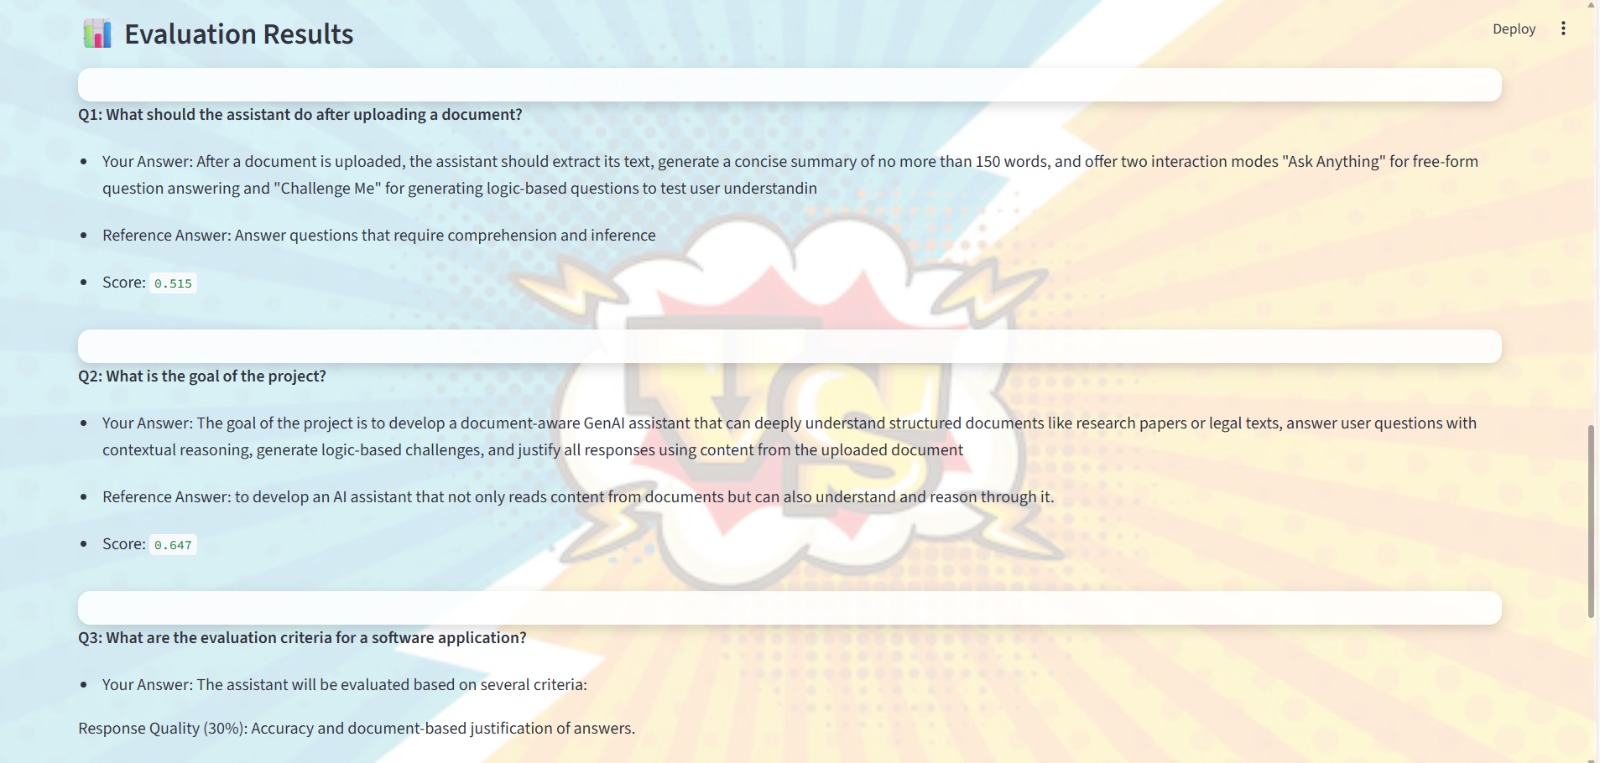 Evaluation Results
Deploy
Q1: What should the assistant do after uploading a document?
Your Answer: After a document is uploaded, the assistant should extract its text, generate a concise summary of no more than 150 words, and offer two interaction modes "Ask Anything" for free-form
question answering and "Challenge Me" for generating logic-based questions to test user understandin
Reference Answer: Answer questions that require comprehension and inference
Score: 0.515
VS
Q2: What is the goal of the project?
Your Answer: The goal of the project is to develop a document-aware GenAI assistant that can deeply understand structured documents like research papers or legal texts, answer user questions with
contextual reasoning, generate logic-based challenges, and justify all responses using content from the uploaded document
Reference Answer: to develop an AI assistant that not only reads content from documents but can also understand and reason through it.
Score: 0.647
Q3: What are the evaluation criteria for a software application?
Your Answer: The assistant will be evaluated based on several criteria:
Response Quality (30%): Accuracy and document-based justification of answers.